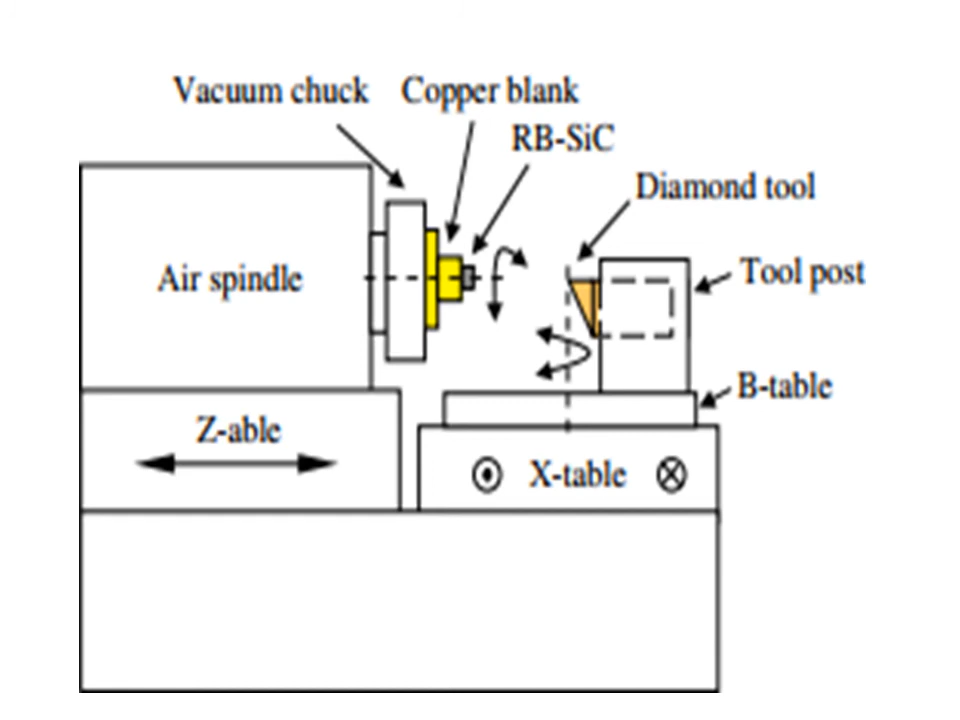 Vacuum chuck
Copper blank
RB-SiC
Diamond tool
Air spindle
Tool post
B-table
Z-able
X-table